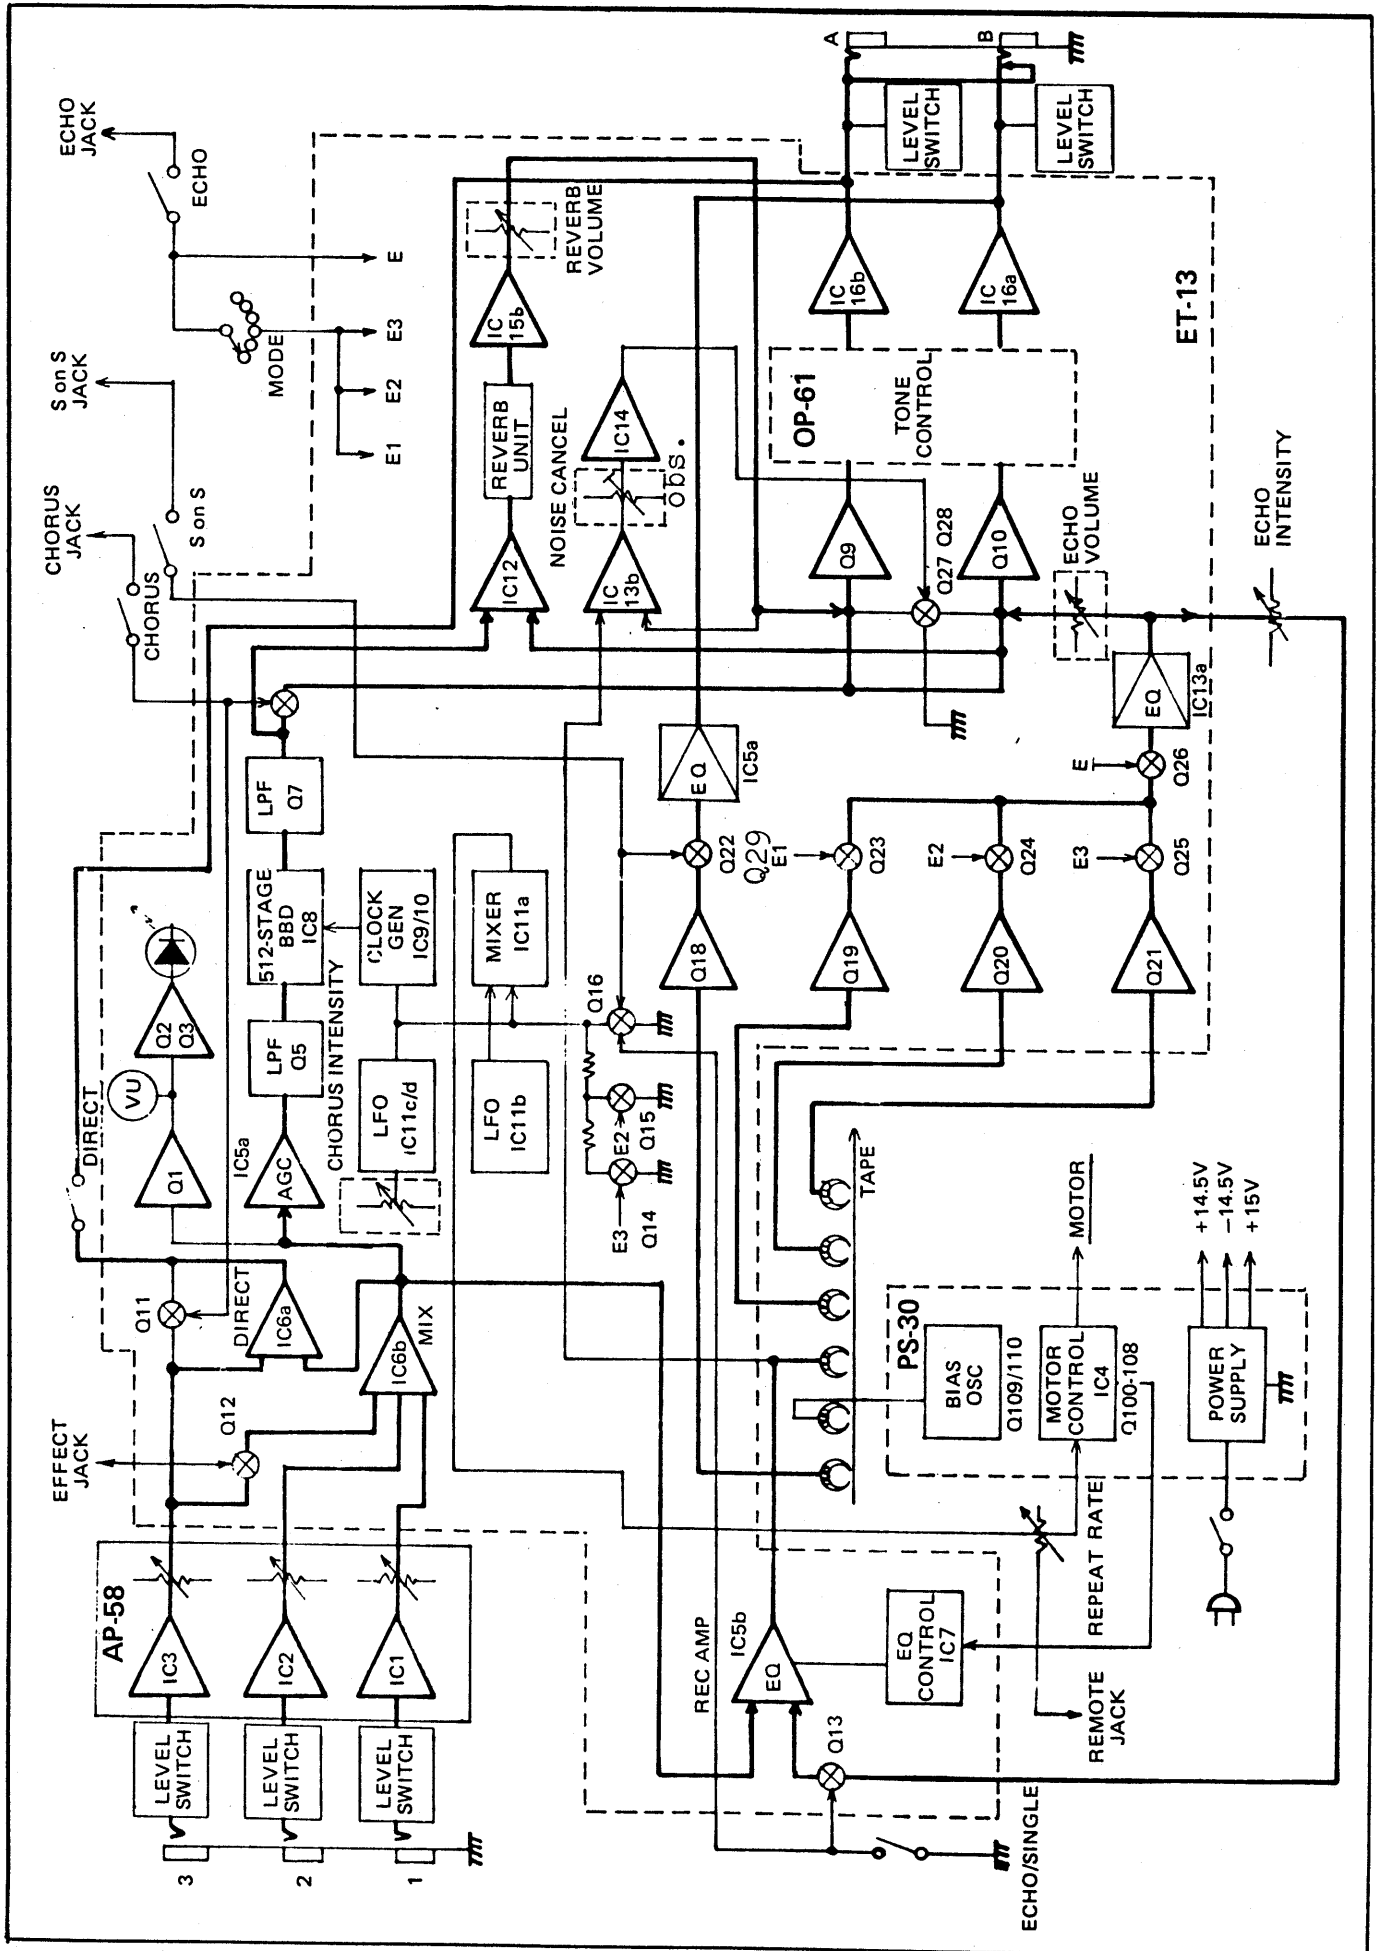 AP-58
3
2
1
LEVEL
SWITCH
LEVEL
SWITCH
LEVEL
SWITCH
IC3
IC2
IC1
EFFECT
JACK
Q12
Q11
DIRECT
IC6a
IC6b
MIX
DIRECT
Q1
VU
Q2
Q3
IC5a
AGC
LPF
Q5
512-STAGE
BBD
IC8
LPF
Q7
CHORUS INTENSITY
LFO
IC11c/d
CLOCK
GEN
IC9/10
LFO
IC11b
MIXER
IC11a
E3
Q14
E2
Q15
Q16
CHORUS
JACK
CHORUS
S on S
JACK
S on S
ECHO
JACK
ECHO
MODE
E1
E2
E3
E
IC12
REVERB
UNIT
IC
15b
REVERB
VOLUME
NOISE CANCEL
IC
13b
IC14
obs.
Q18
Q22
Q29
EQ
IC5a
Q19
E1
Q23
Q20
E2
Q24
Q21
E3
Q25
E
Q26
EQ
IC13a
Q9
Q10
Q27 Q28
ECHO
VOLUME
ECHO
INTENSITY
OP-61
TONE
CONTROL
IC
16b
IC
16a
LEVEL
SWITCH
LEVEL
SWITCH
A
B
ET-13
REC AMP
IC5b
EQ
EQ
CONTROL
IC7
Q13
ECHO/SINGLE
REMOTE
JACK
REPEAT RATE
TAPE
PS-30
BIAS
OSC
Q109/110
MOTOR
CONTROL
IC4
Q100-108
MOTOR
POWER
SUPPLY
+14.5V
-14.5V
+15V